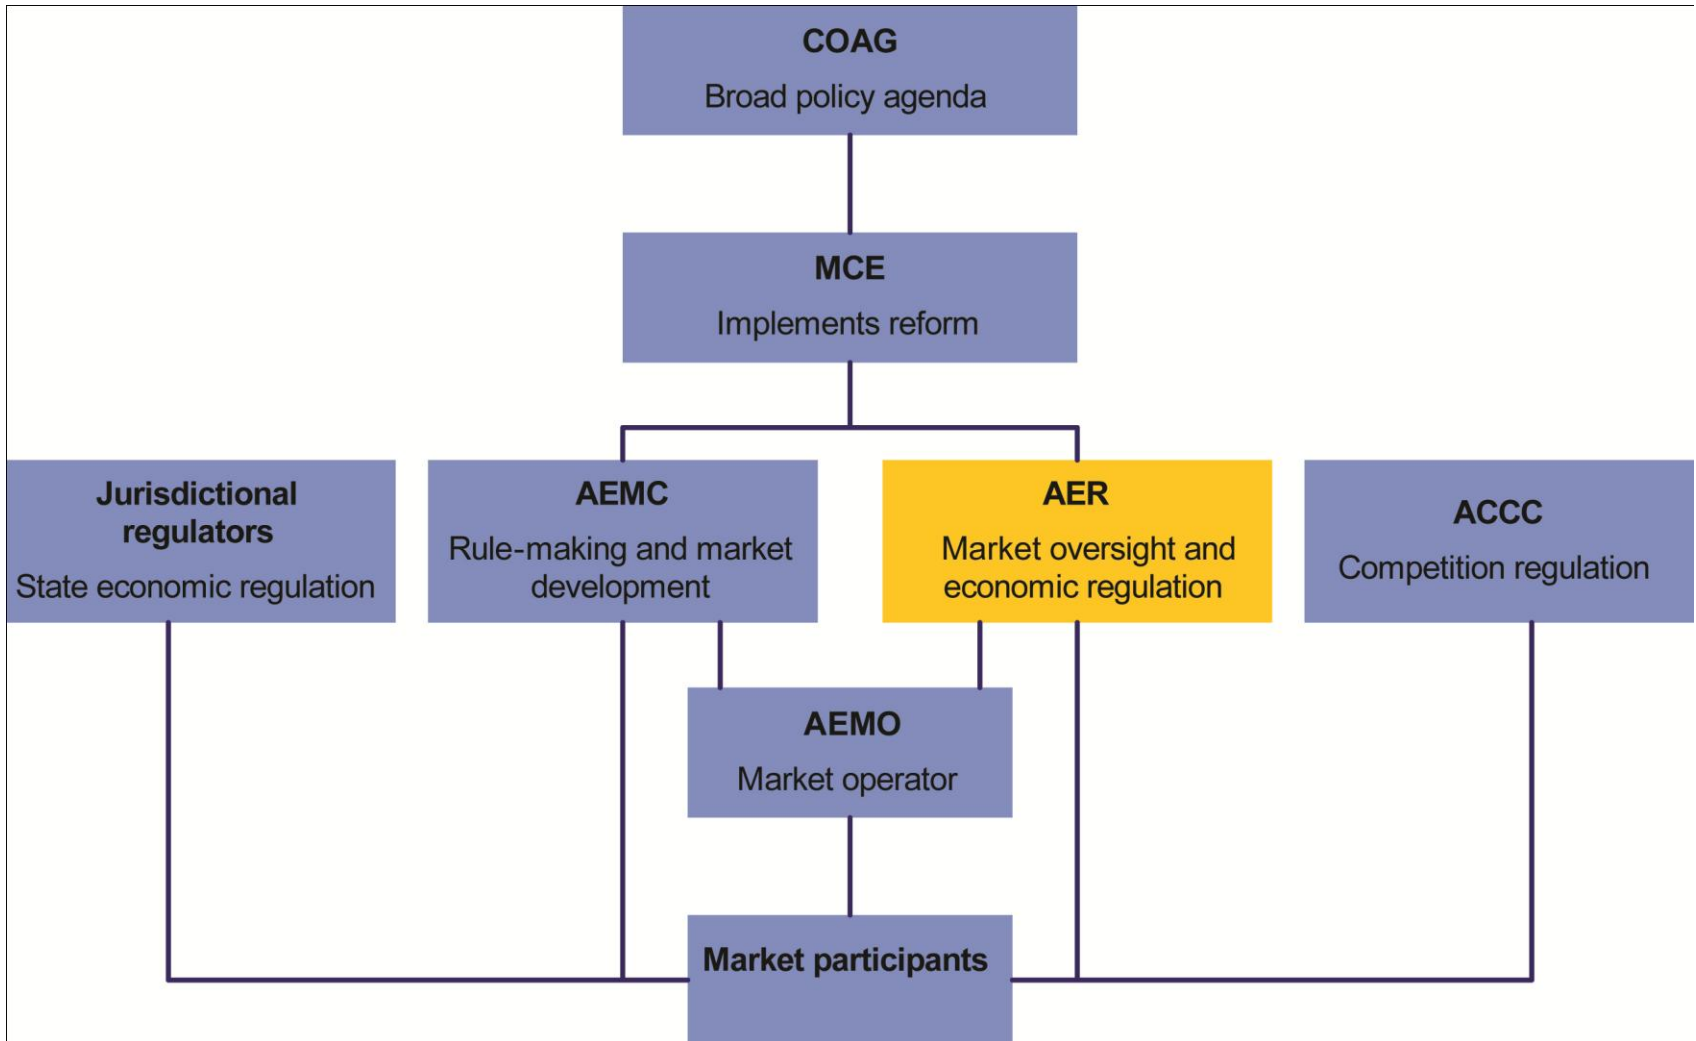 COAG
Broad policy agenda
MCE
Implements reform
Jurisdictional
regulators
State economic regulation
AEMC
Rule-making and market
development
AER
Market oversight and
economic regulation
ACCC
Competition regulation
AEMO
Market operator
Market participants